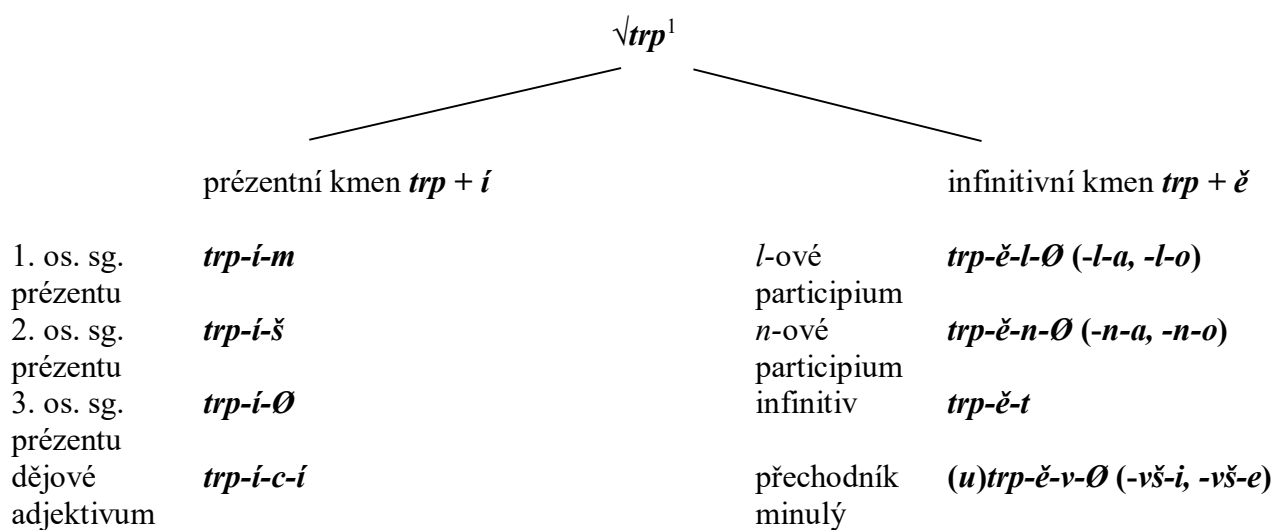 √trp¹
prézentní kmen trp + í
infinitivní kmen trp + ě
1. os. sg. prézentu
trp-í-m
2. os. sg. prézentu
trp-í-š
3. os. sg. prézentu
trp-í-Ø
dějové adjektivum
trp-í-c-í
l-ové participium
trp-ě-l-Ø (-l-a, -l-o)
n-ové participium
trp-ě-n-Ø (-n-a, -n-o)
infinitiv
trp-ě-t
přechodník minulý
(u)trp-ě-v-Ø (-vš-i, -vš-e)